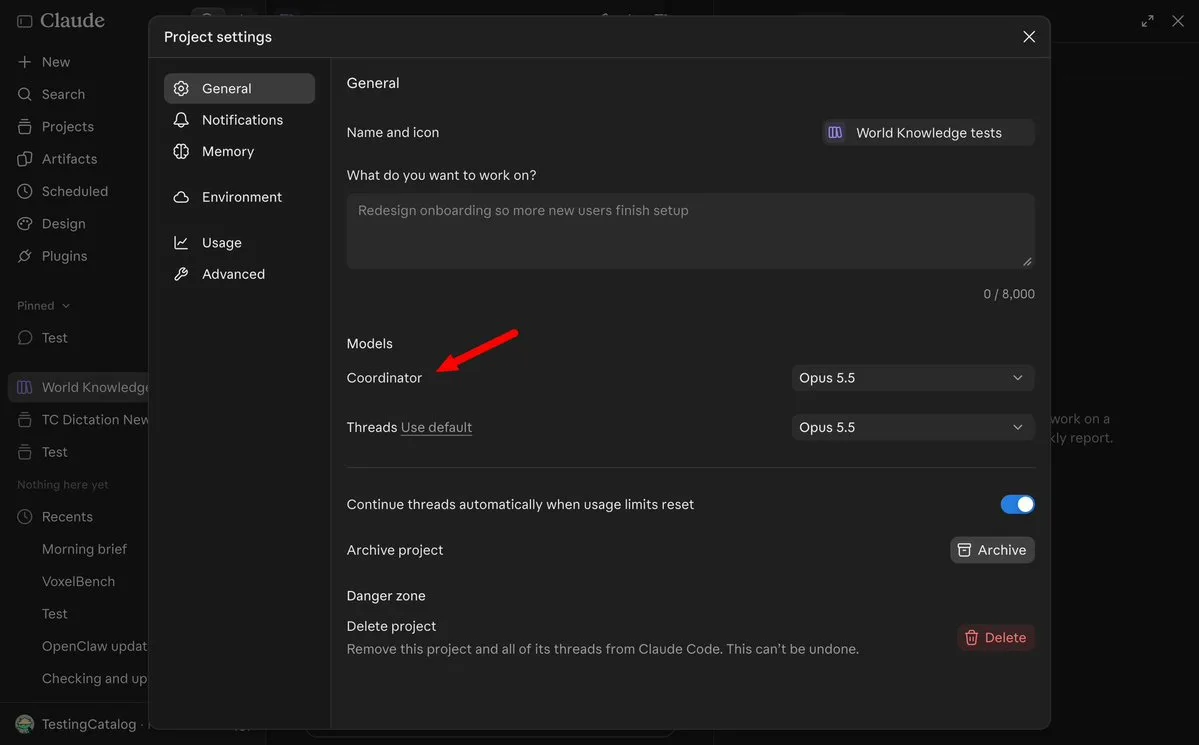 Claude
New
Search
Projects
Artifacts
Scheduled
Design
Plugins
Pinned
Test
World Knowledge
TC Dictation New
Test
Nothing here yet
Recents
Morning brief
VoxelBench
Test
OpenClaw updat
Checking and up
TestingCatalog ·
Project settings
General
Notifications
Memory
Environment
Usage
Advanced
General
Name and icon
World Knowledge tests
What do you want to work on?
Redesign onboarding so more new users finish setup
0 / 8,000
Models
Coordinator
Opus 5.5
Threads Use default
Opus 5.5
Continue threads automatically when usage limits reset
Archive project
Archive
Danger zone
Delete project
Remove this project and all of its threads from Claude Code. This can't be undone.
Delete
work on a
kly report.